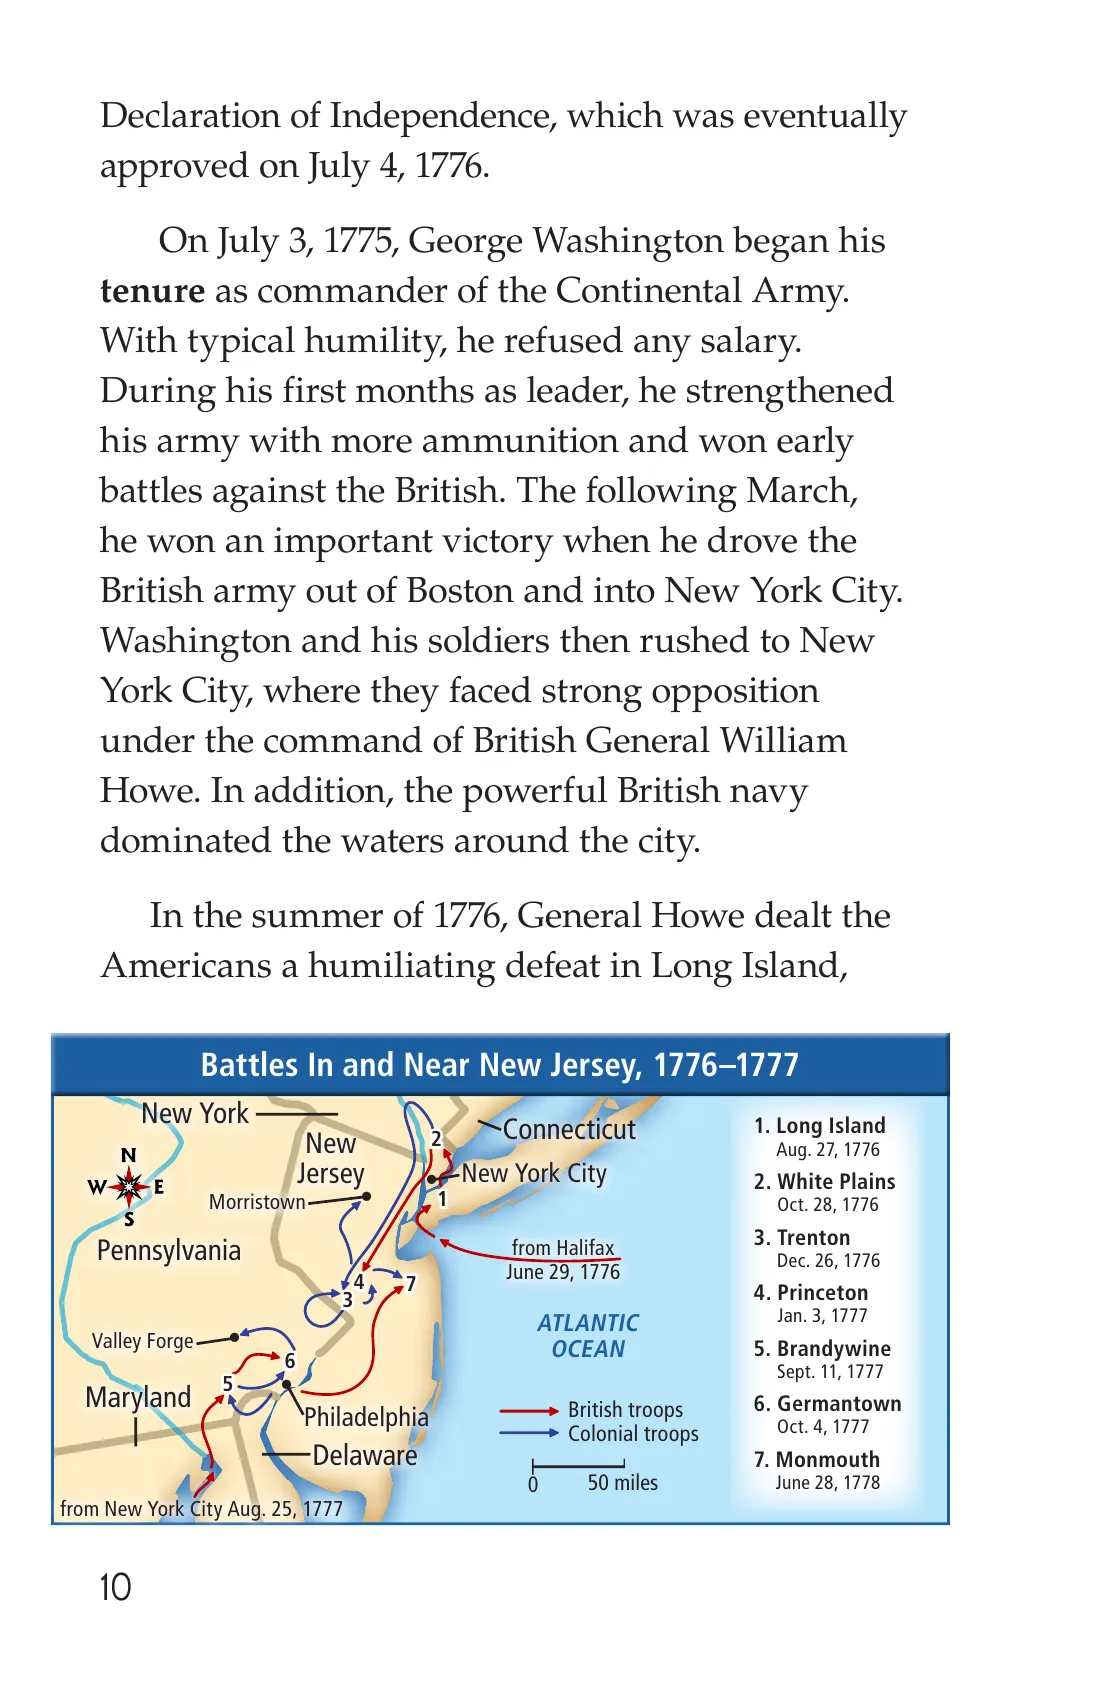 Declaration of Independence, which was eventually
approved on July 4, 1776.
On July 3, 1775, George Washington began his
tenure as commander of the Continental Army.
With typical humility, he refused any salary.
During his first months as leader, he strengthened
his army with more ammunition and won early
battles against the British. The following March,
he won an important victory when he drove the
British army out of Boston and into New York City.
Washington and his soldiers then rushed to New
York City, where they faced strong opposition
under the command of British General William
Howe. In addition, the powerful British navy
dominated the waters around the city.
In the summer of 1776, General Howe dealt the
Americans a humiliating defeat in Long Island,
Battles In and Near New Jersey, 1776–1777
New York
New
Jersey
Connecticut
N
W E
S
Morristown
New York City
Pennsylvania
from Halifax
June 29, 1776
Valley Forge
Maryland
Philadelphia
Delaware
from New York City Aug. 25, 1777
1
2
3
4
5
6
7
ATLANTIC
OCEAN
British troops
Colonial troops
0 50 miles
1. Long Island
Aug. 27, 1776
2. White Plains
Oct. 28, 1776
3. Trenton
Dec. 26, 1776
4. Princeton
Jan. 3, 1777
5. Brandywine
Sept. 11, 1777
6. Germantown
Oct. 4, 1777
7. Monmouth
June 28, 1778
10